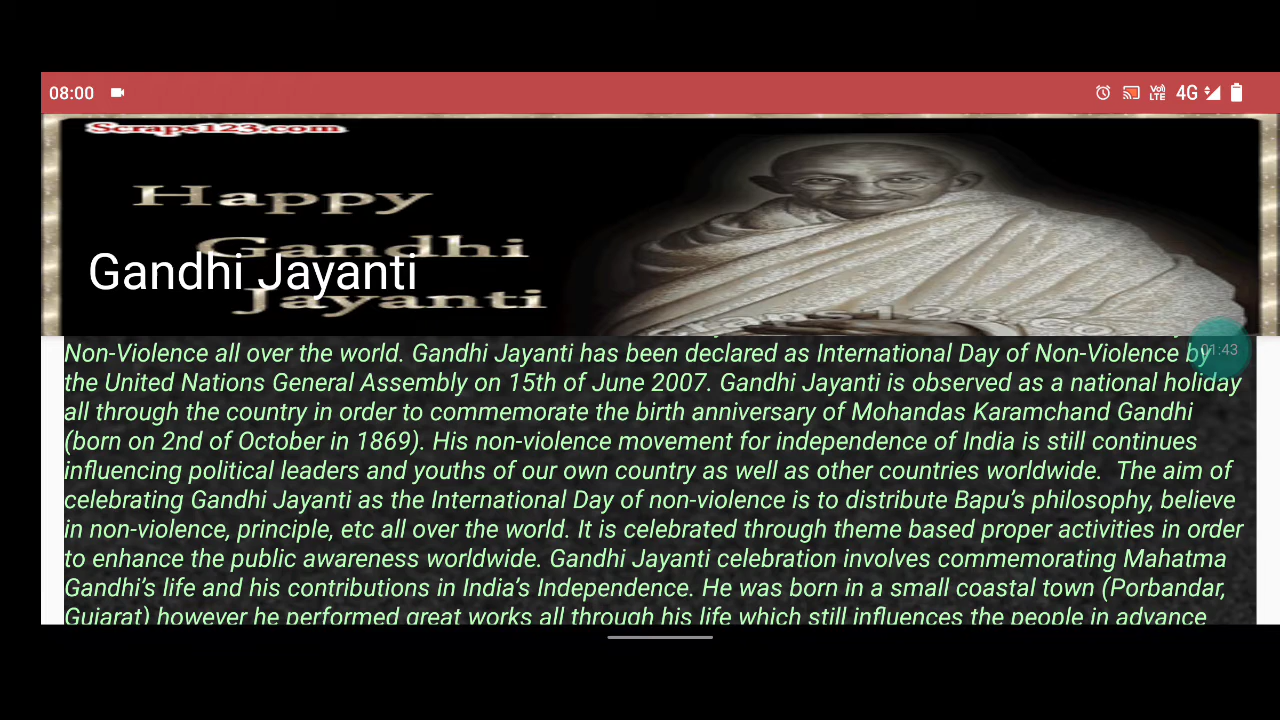 08:00
Vo)
LTE
4G
Scraps123.com
Happy
Gandhi
Jayanti
Gandhi Jayanti
Non-Violence all over the world. Gandhi Jayanti has been declared as International Day of Non-Violence by
01:43
the United Nations General Assembly on 15th of June 2007. Gandhi Jayanti is observed as a national holiday
all through the country in order to commemorate the birth anniversary of Mohandas Karamchand Gandhi
(born on 2nd of October in 1869). His non-violence movement for independence of India is still continues
influencing political leaders and youths of our own country as well as other countries worldwide.  The aim of
celebrating Gandhi Jayanti as the International Day of non-violence is to distribute Bapu’s philosophy, believe
in non-violence, principle, etc all over the world. It is celebrated through theme based proper activities in order
to enhance the public awareness worldwide. Gandhi Jayanti celebration involves commemorating Mahatma
Gandhi’s life and his contributions in India’s Independence. He was born in a small coastal town (Porbandar,
Gujarat) however he performed great works all through his life which still influences the people in advance